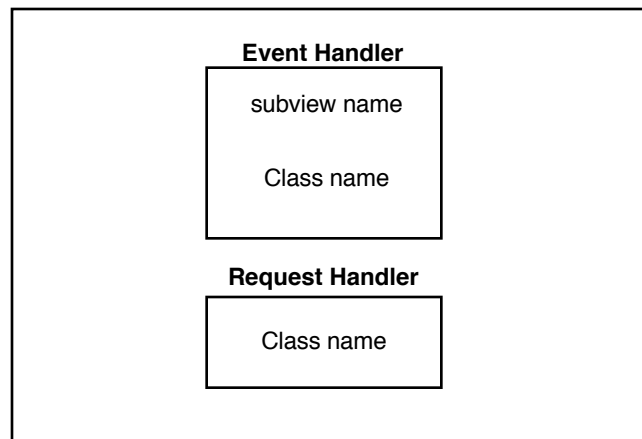 Event Handler
subview name
Class name
Request Handler
Class name